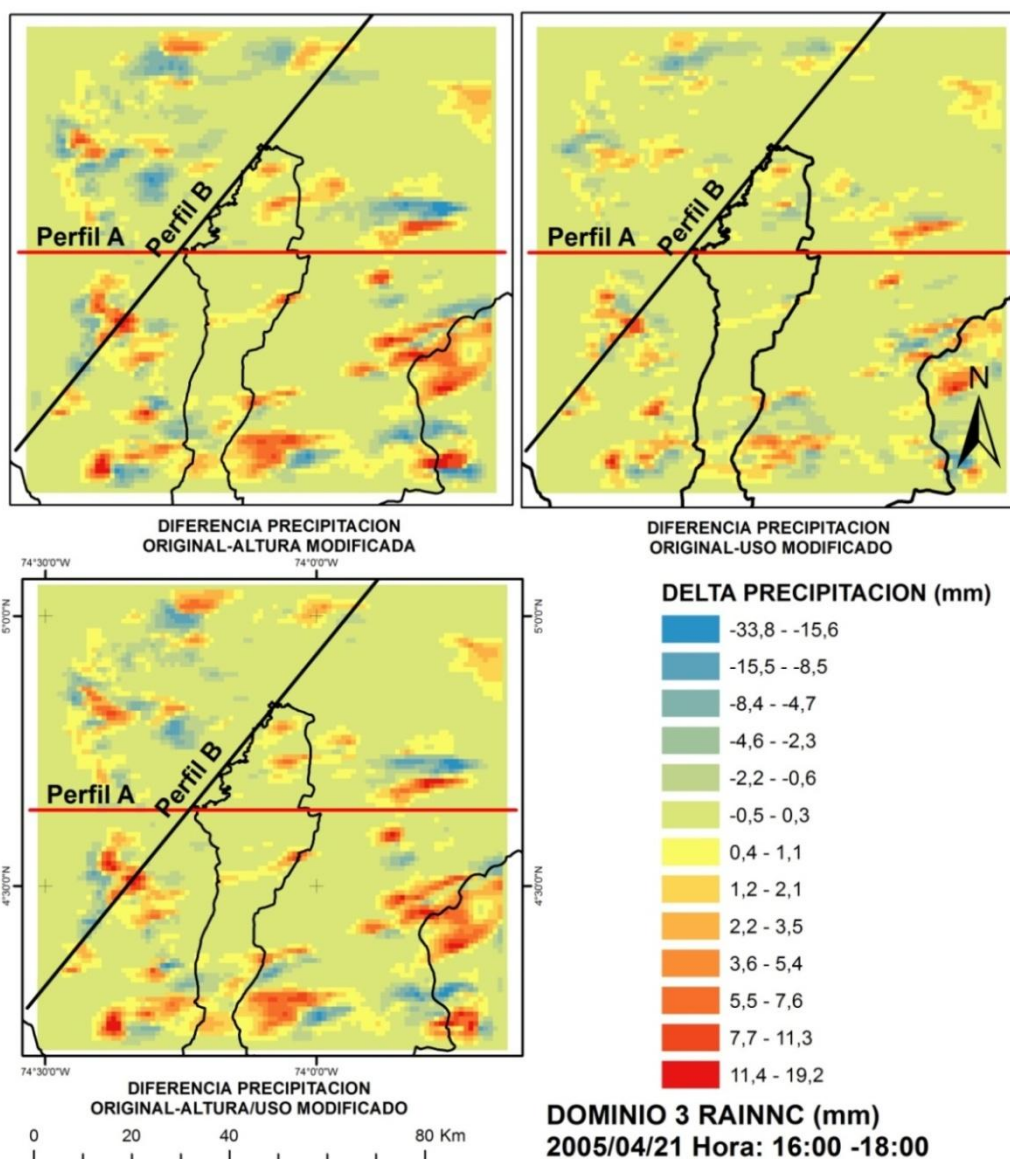 Perfil A
Perfil B
Perfil A
Perfil B
N
DIFERENCIA PRECIPITACION
ORIGINAL-ALTURA MODIFICADA
DIFERENCIA PRECIPITACION
ORIGINAL-USO MODIFICADO
74°30'0"W
74°0'0"W
5°0'0"N
5°0'0"N
Perfil A
Perfil B
4°30'0"N
4°30'0"N
74°30'0"W
74°0'0"W
DIFERENCIA PRECIPITACION
ORIGINAL-ALTURA/USO MODIFICADO
0 20 40 80 Km
DELTA PRECIPITACION (mm)
-33,8 - -15,6
-15,5 - -8,5
-8,4 - -4,7
-4,6 - -2,3
-2,2 - -0,6
-0,5 - 0,3
0,4 - 1,1
1,2 - 2,1
2,2 - 3,5
3,6 - 5,4
5,5 - 7,6
7,7 - 11,3
11,4 - 19,2
DOMINIO 3 RAINNC (mm)
2005/04/21 Hora: 16:00 -18:00